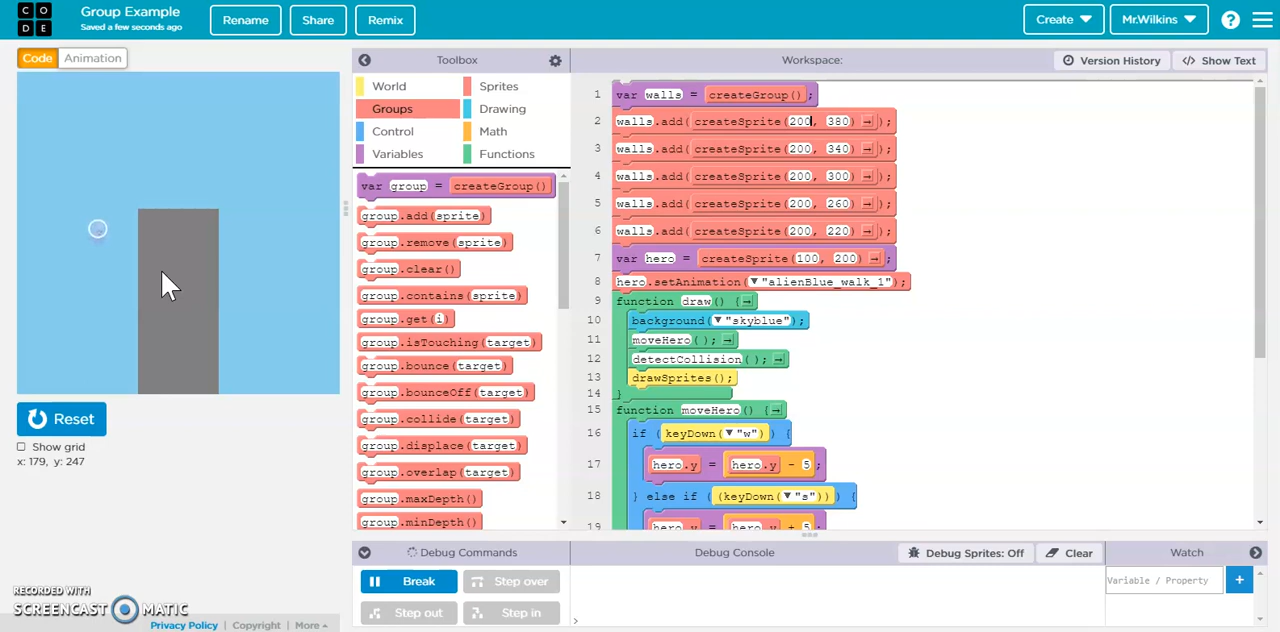 CO
DE
Group Example
Saved a few seconds ago
Rename
Share
Remix
Create
Mr.Wilkins
?
Code
Animation
x: 179, y: 247
Reset
Show grid
RECORDED WITH
SCREENCAST MATIC
Privacy Policy | Copyright | More
Toolbox
World
Sprites
Groups
Drawing
Control
Math
Variables
Functions
var group = createGroup()
group.add(sprite)
group.remove(sprite)
group.clear()
group.contains(sprite)
group.get(i)
group.isTouching(target)
group.bounce(target)
group.bounceOff(target)
group.collide(target)
group.displace(target)
group.overlap(target)
group.maxDepth()
group.minDepth()
Workspace:
Version History
</> Show Text
1 var walls = createGroup();
2 walls.add(createSprite(200, 380));
3 walls.add(createSprite(200, 340));
4 walls.add(createSprite(200, 300));
5 walls.add(createSprite(200, 260));
6 walls.add(createSprite(200, 220));
7 var hero = createSprite(100, 200);
8 hero.setAnimation("alienBlue_walk_1");
9 function draw() {
10 background("skyblue");
11 moveHero();
12 detectCollision();
13 drawSprites();
14 }
15 function moveHero() {
16 if (keyDown("w")) {
17 hero.y = hero.y - 5;
18 } else if ((keyDown("s"))) {
19 hero.y = hero.y + 5;
Debug Commands
Debug Console
Debug Sprites: Off
Clear
Watch
Break
Step over
Step out
Step in
Variable / Property
+
>